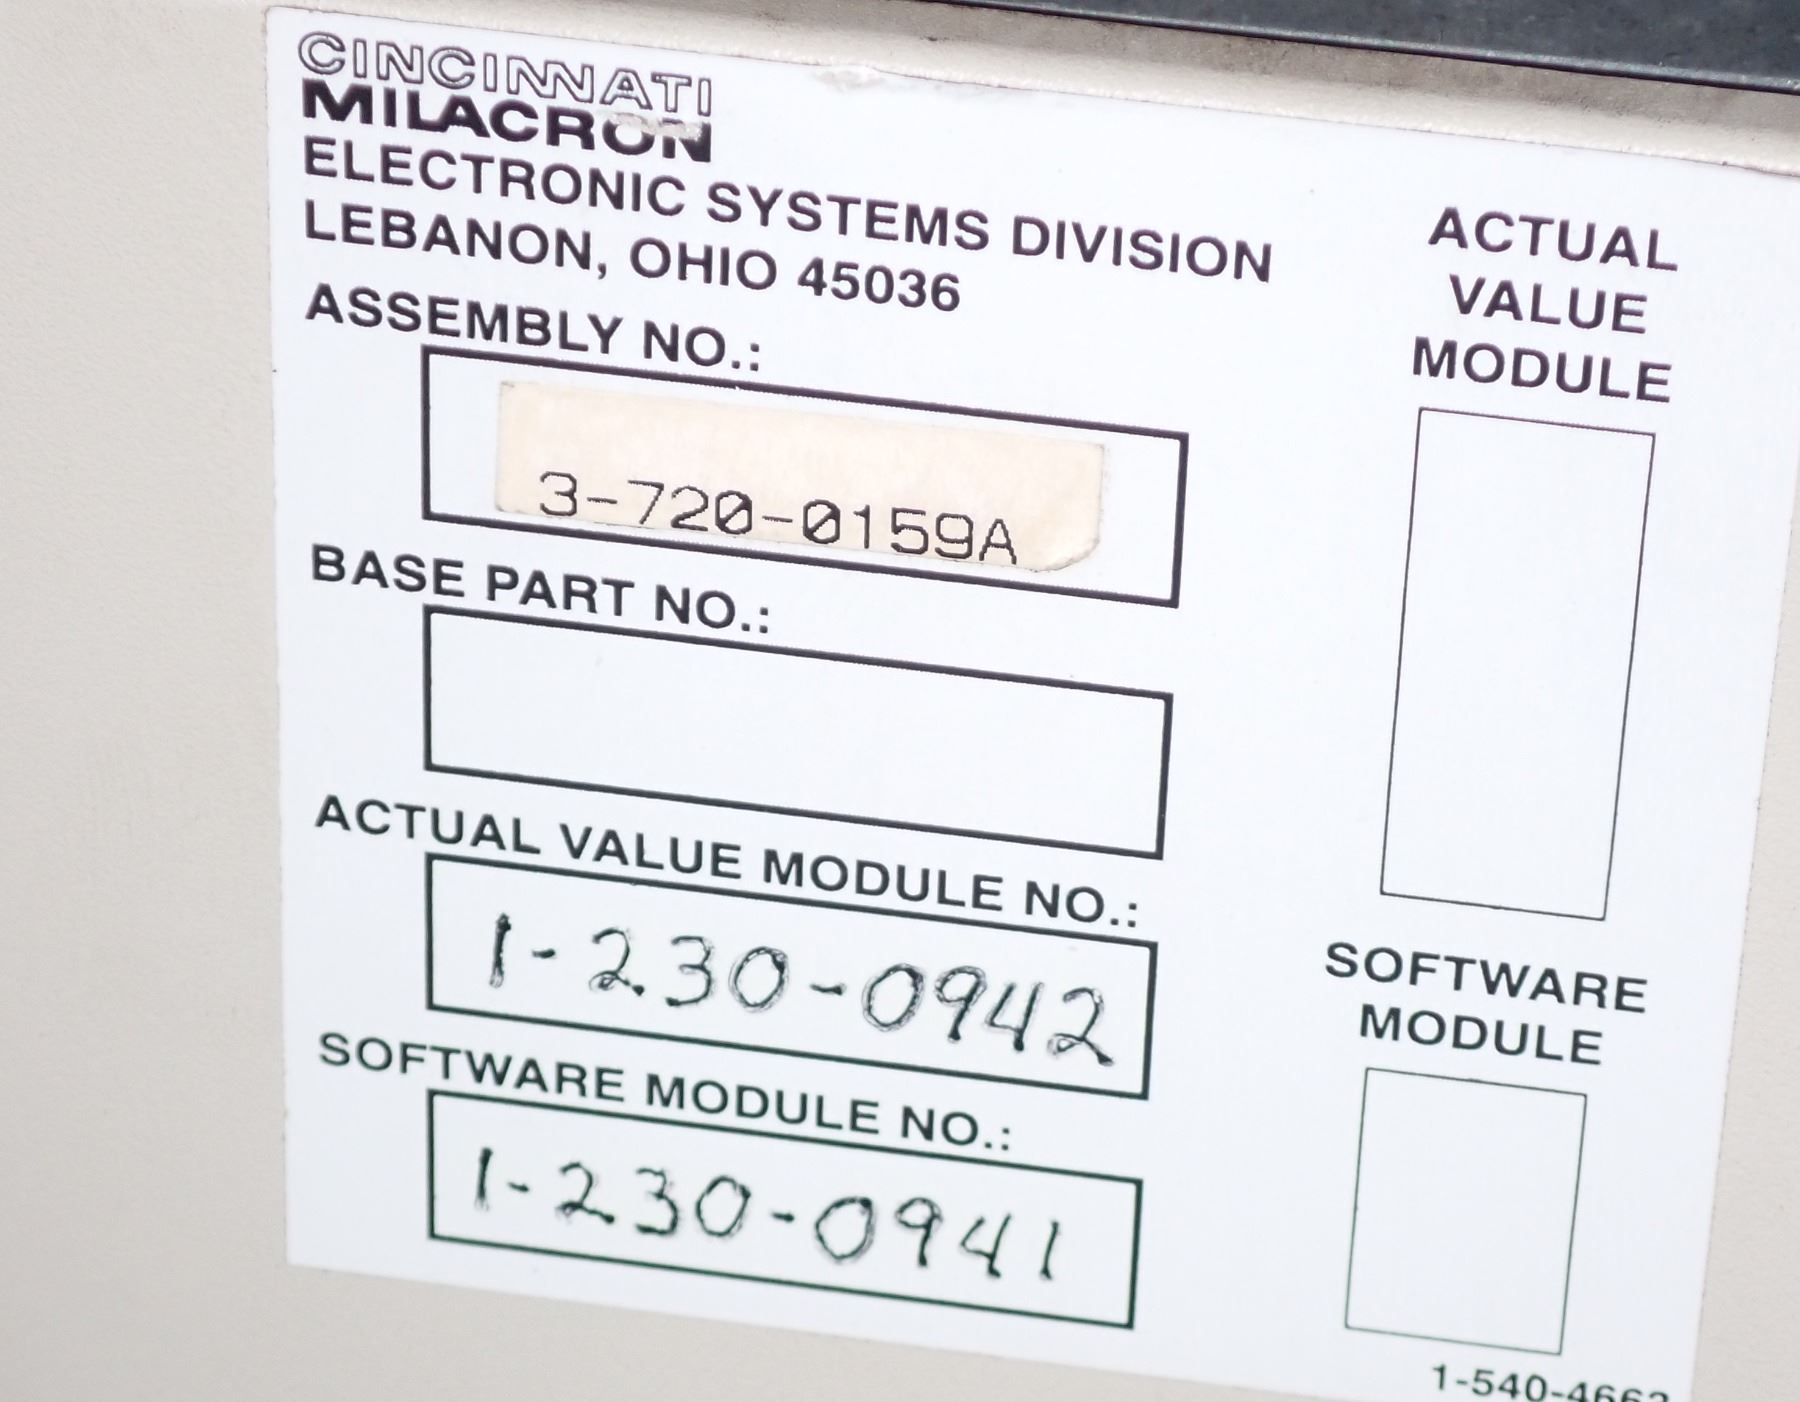 CINCINNATI
MILACRON
ELECTRONIC SYSTEMS DIVISION
LEBANON, OHIO 45036
ASSEMBLY NO.:
3-720-0159A
BASE PART NO.:
ACTUAL VALUE MODULE NO.:
1-230-0942
SOFTWARE MODULE NO.:
1-230-0941
ACTUAL
VALUE
MODULE
SOFTWARE
MODULE